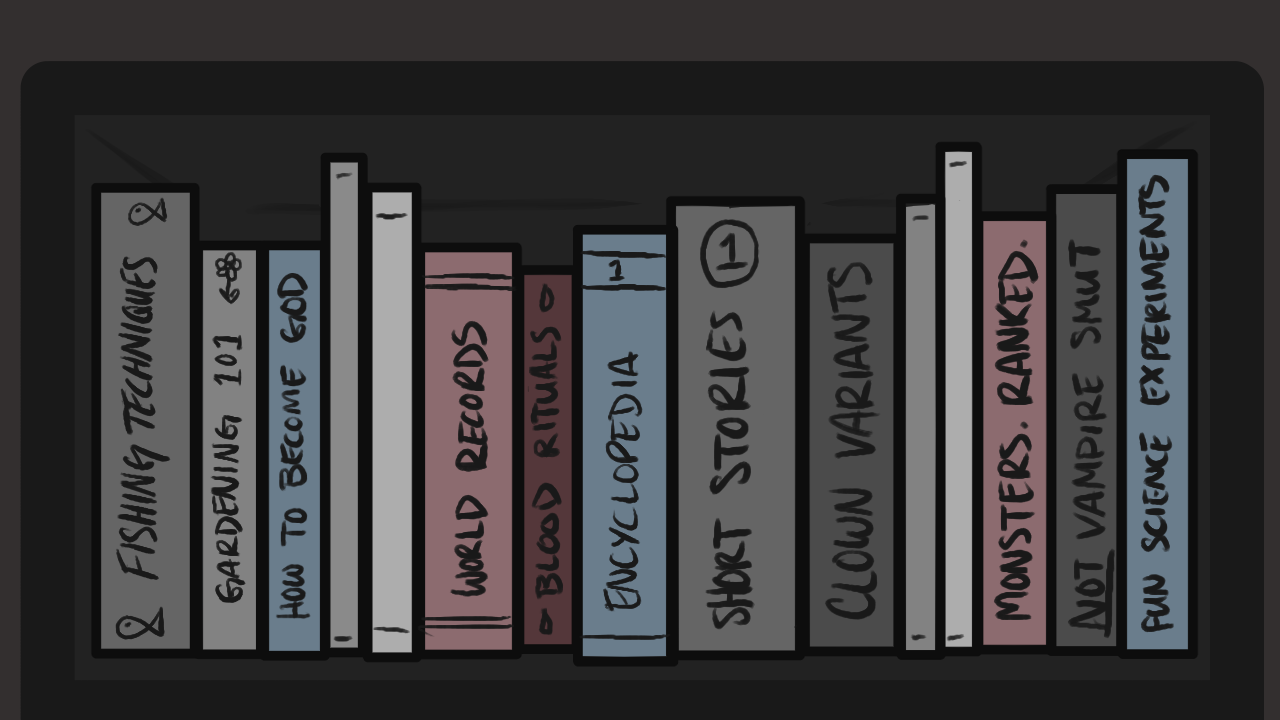 FISHING TECHNIQUES
GARDENING 101
HOW TO BECOME GOD
WORLD RECORDS
BLOOD RITUALS
1
ENCYCLOPEDIA
SHORT STORIES 1
CLOWN VARIANTS
MONSTERS. RANKED.
NOT VAMPIRE SMUT
FUN SCIENCE EXPERIMENTS